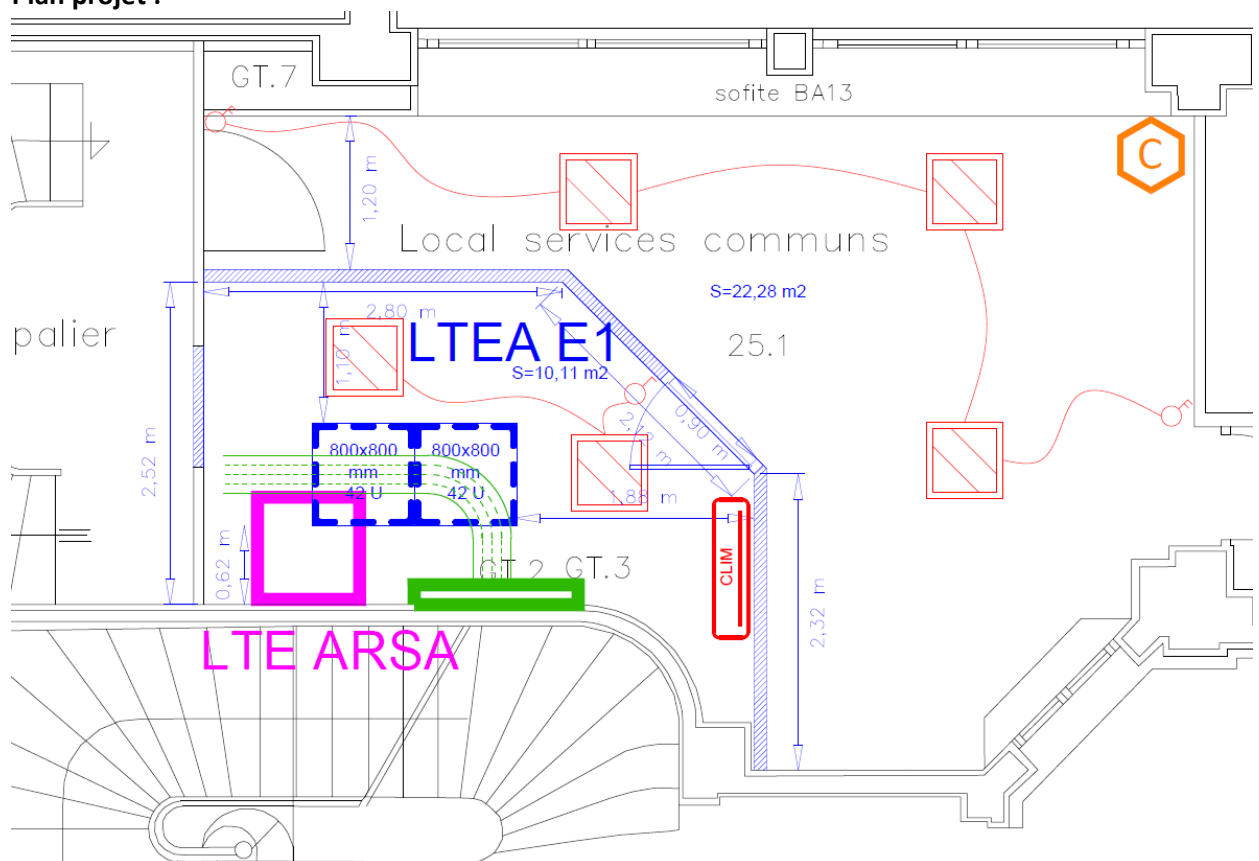 Plan projet :
GT.7
sofite BA13
C
1,20 m
Local services communs
S=22,28 m2
2,80 m
palier
LTEA E1
25.1
1,10 m
S=10,11 m2
0,90 m
800x800
mm
42 U
800x800
mm
42 U
2,52 m
1,88 m
CLIM
0,62 m
GT.2 GT.3
2,32 m
LTE ARSA